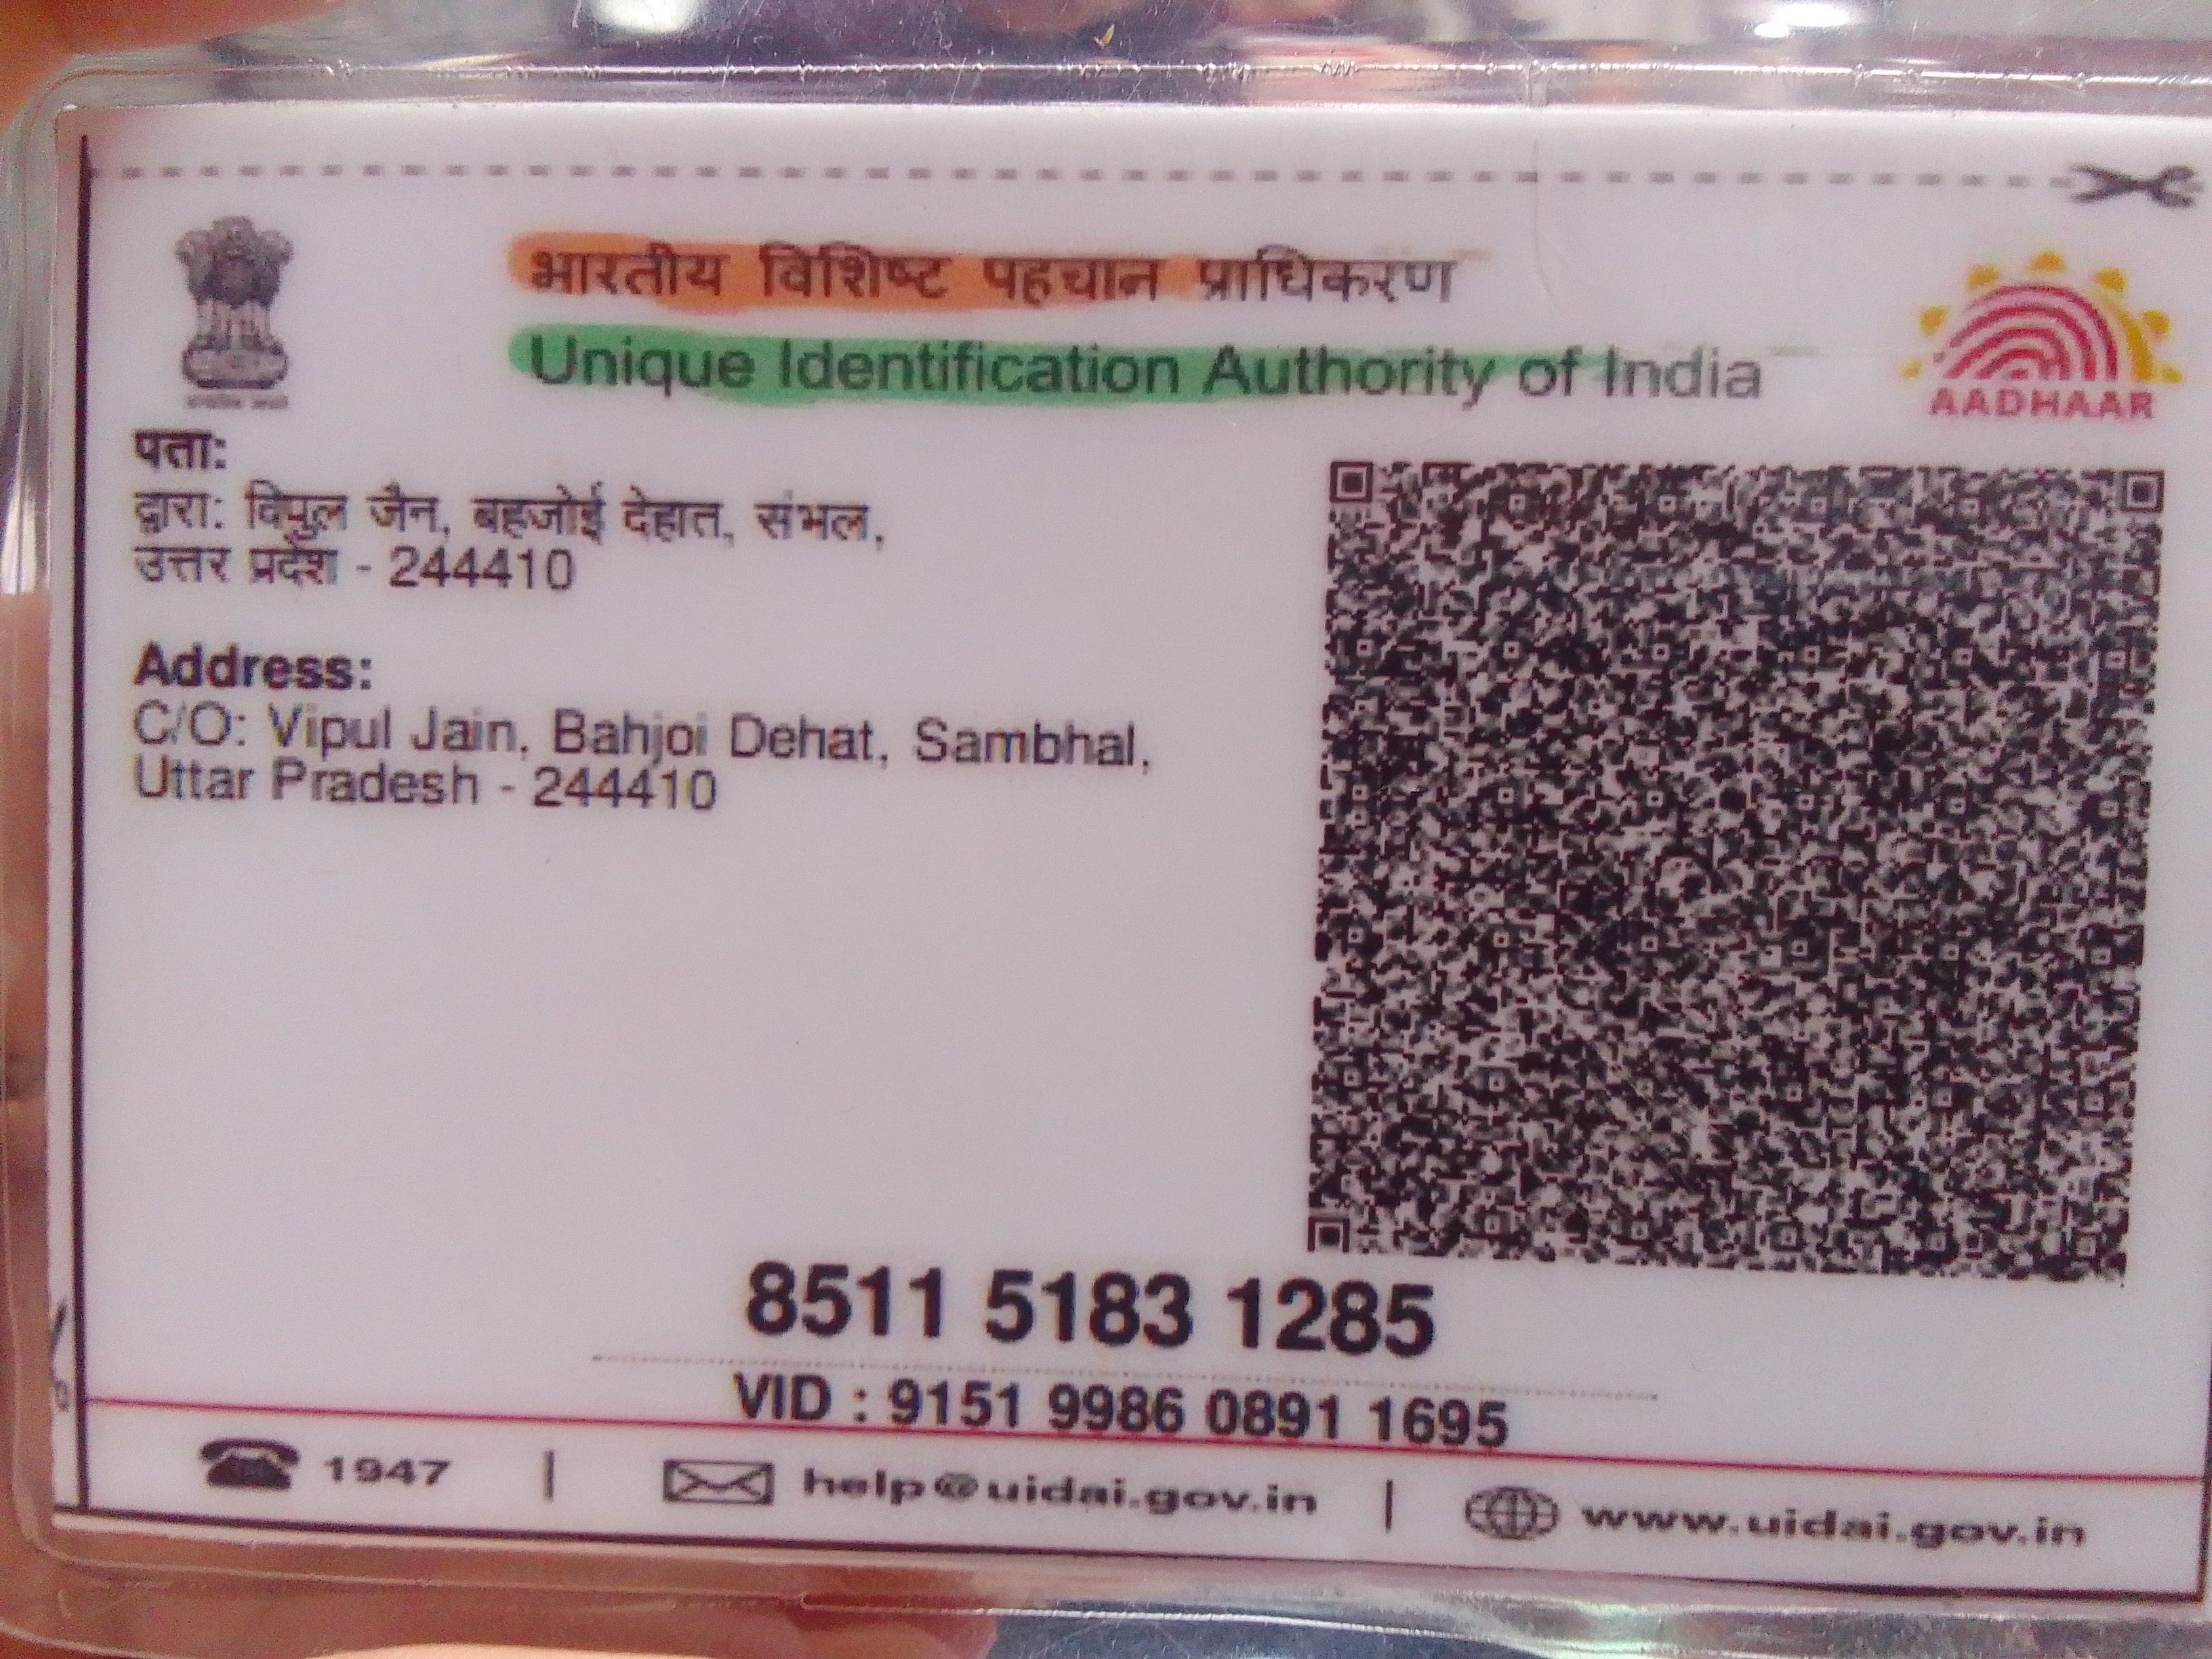 भारतीय विशिष्ट पहचान प्राधिकरण
Unique Identification Authority of India
AADHAAR
पता:
द्वारा: विपुल जैन, बहजोई देहात, संभल,
उत्तर प्रदेश - 244410
Address:
C/O: Vipul Jain, Bahjoi Dehat, Sambhal,
Uttar Pradesh - 244410
8511 5183 1285
VID : 9151 9986 0891 1695
1947 | help@uidai.gov.in | www.uidai.gov.in